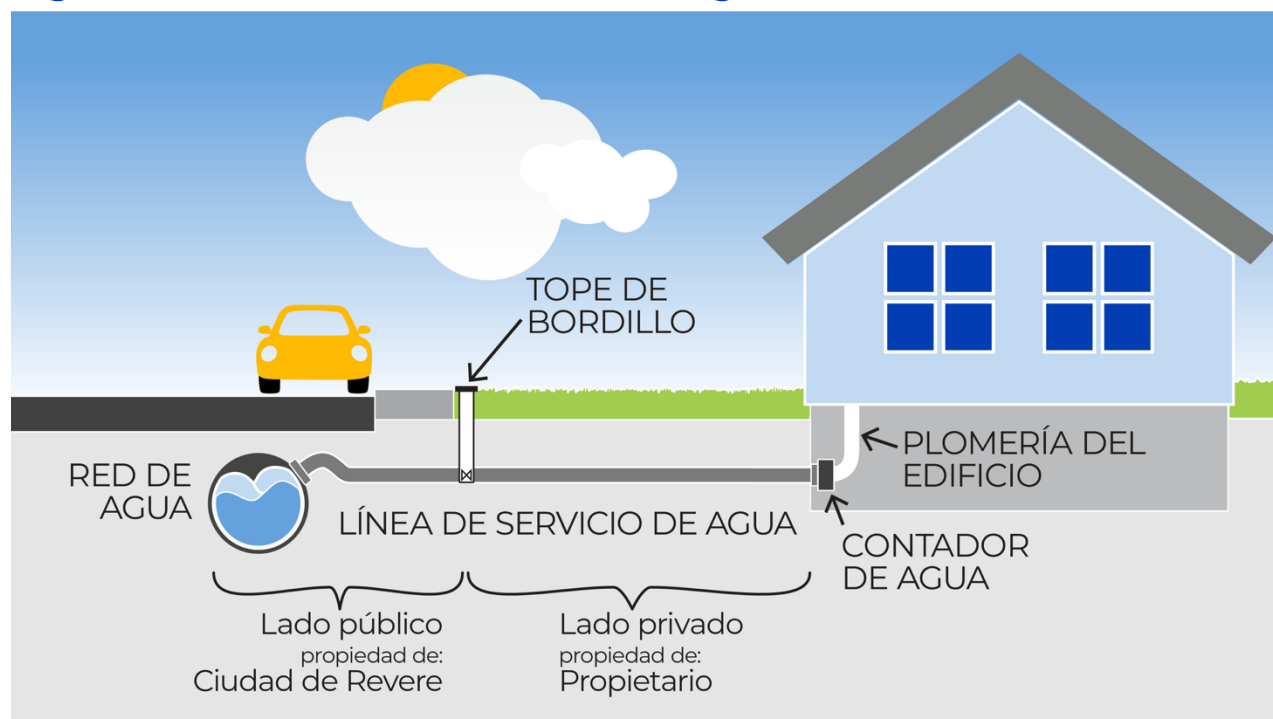 TOPE DE
BORDILLO
RED DE
AGUA
PLOMERÍA DEL
EDIFICIO
LÍNEA DE SERVICIO DE AGUA
CONTADOR
DE AGUA
Lado público
propiedad de:
Ciudad de Revere
Lado privado
propiedad de:
Propietario